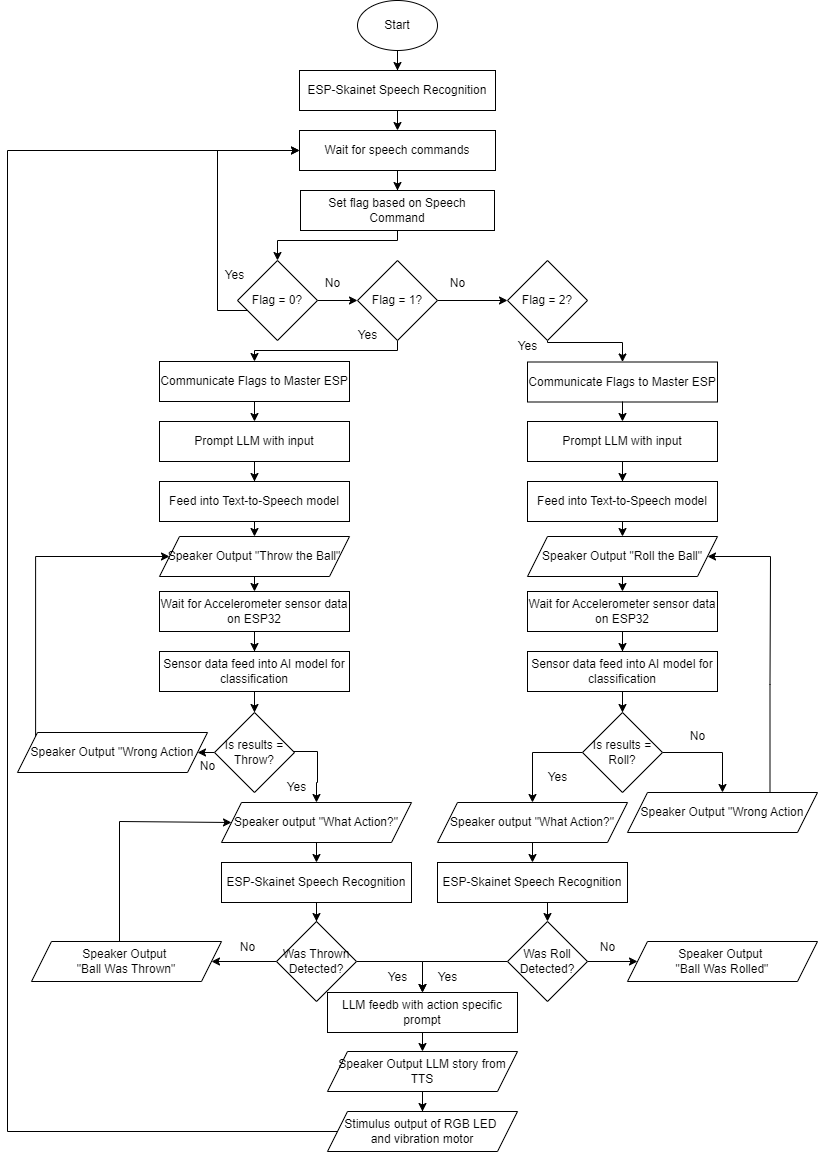 Start
ESP-Skainet Speech Recognition
Wait for speech commands
Set flag based on Speech
Command
Yes
Flag = 0?
No
Flag = 1?
No
Flag = 2?
Yes
Yes
Communicate Flags to Master ESP
Communicate Flags to Master ESP
Prompt LLM with input
Prompt LLM with input
Feed into Text-to-Speech model
Feed into Text-to-Speech model
Speaker Output "Throw the Ball"
Speaker Output "Roll the Ball"
Wait for Accelerometer sensor data
on ESP32
Wait for Accelerometer sensor data
on ESP32
Sensor data feed into AI model for
classification
Sensor data feed into AI model for
classification
Speaker Output "Wrong Action
No
Is results =
Throw?
Yes
Is results =
Roll?
Yes
No
Speaker output "What Action?"
Speaker output "What Action?"
Speaker Output "Wrong Action
ESP-Skainet Speech Recognition
ESP-Skainet Speech Recognition
Speaker Output
"Ball Was Thrown"
No
Was Thrown
Detected?
Yes
Yes
Was Roll
Detected?
No
Speaker Output
"Ball Was Rolled"
LLM feedb with action specific
prompt
Speaker Output LLM story from
TTS
Stimulus output of RGB LED
and vibration motor